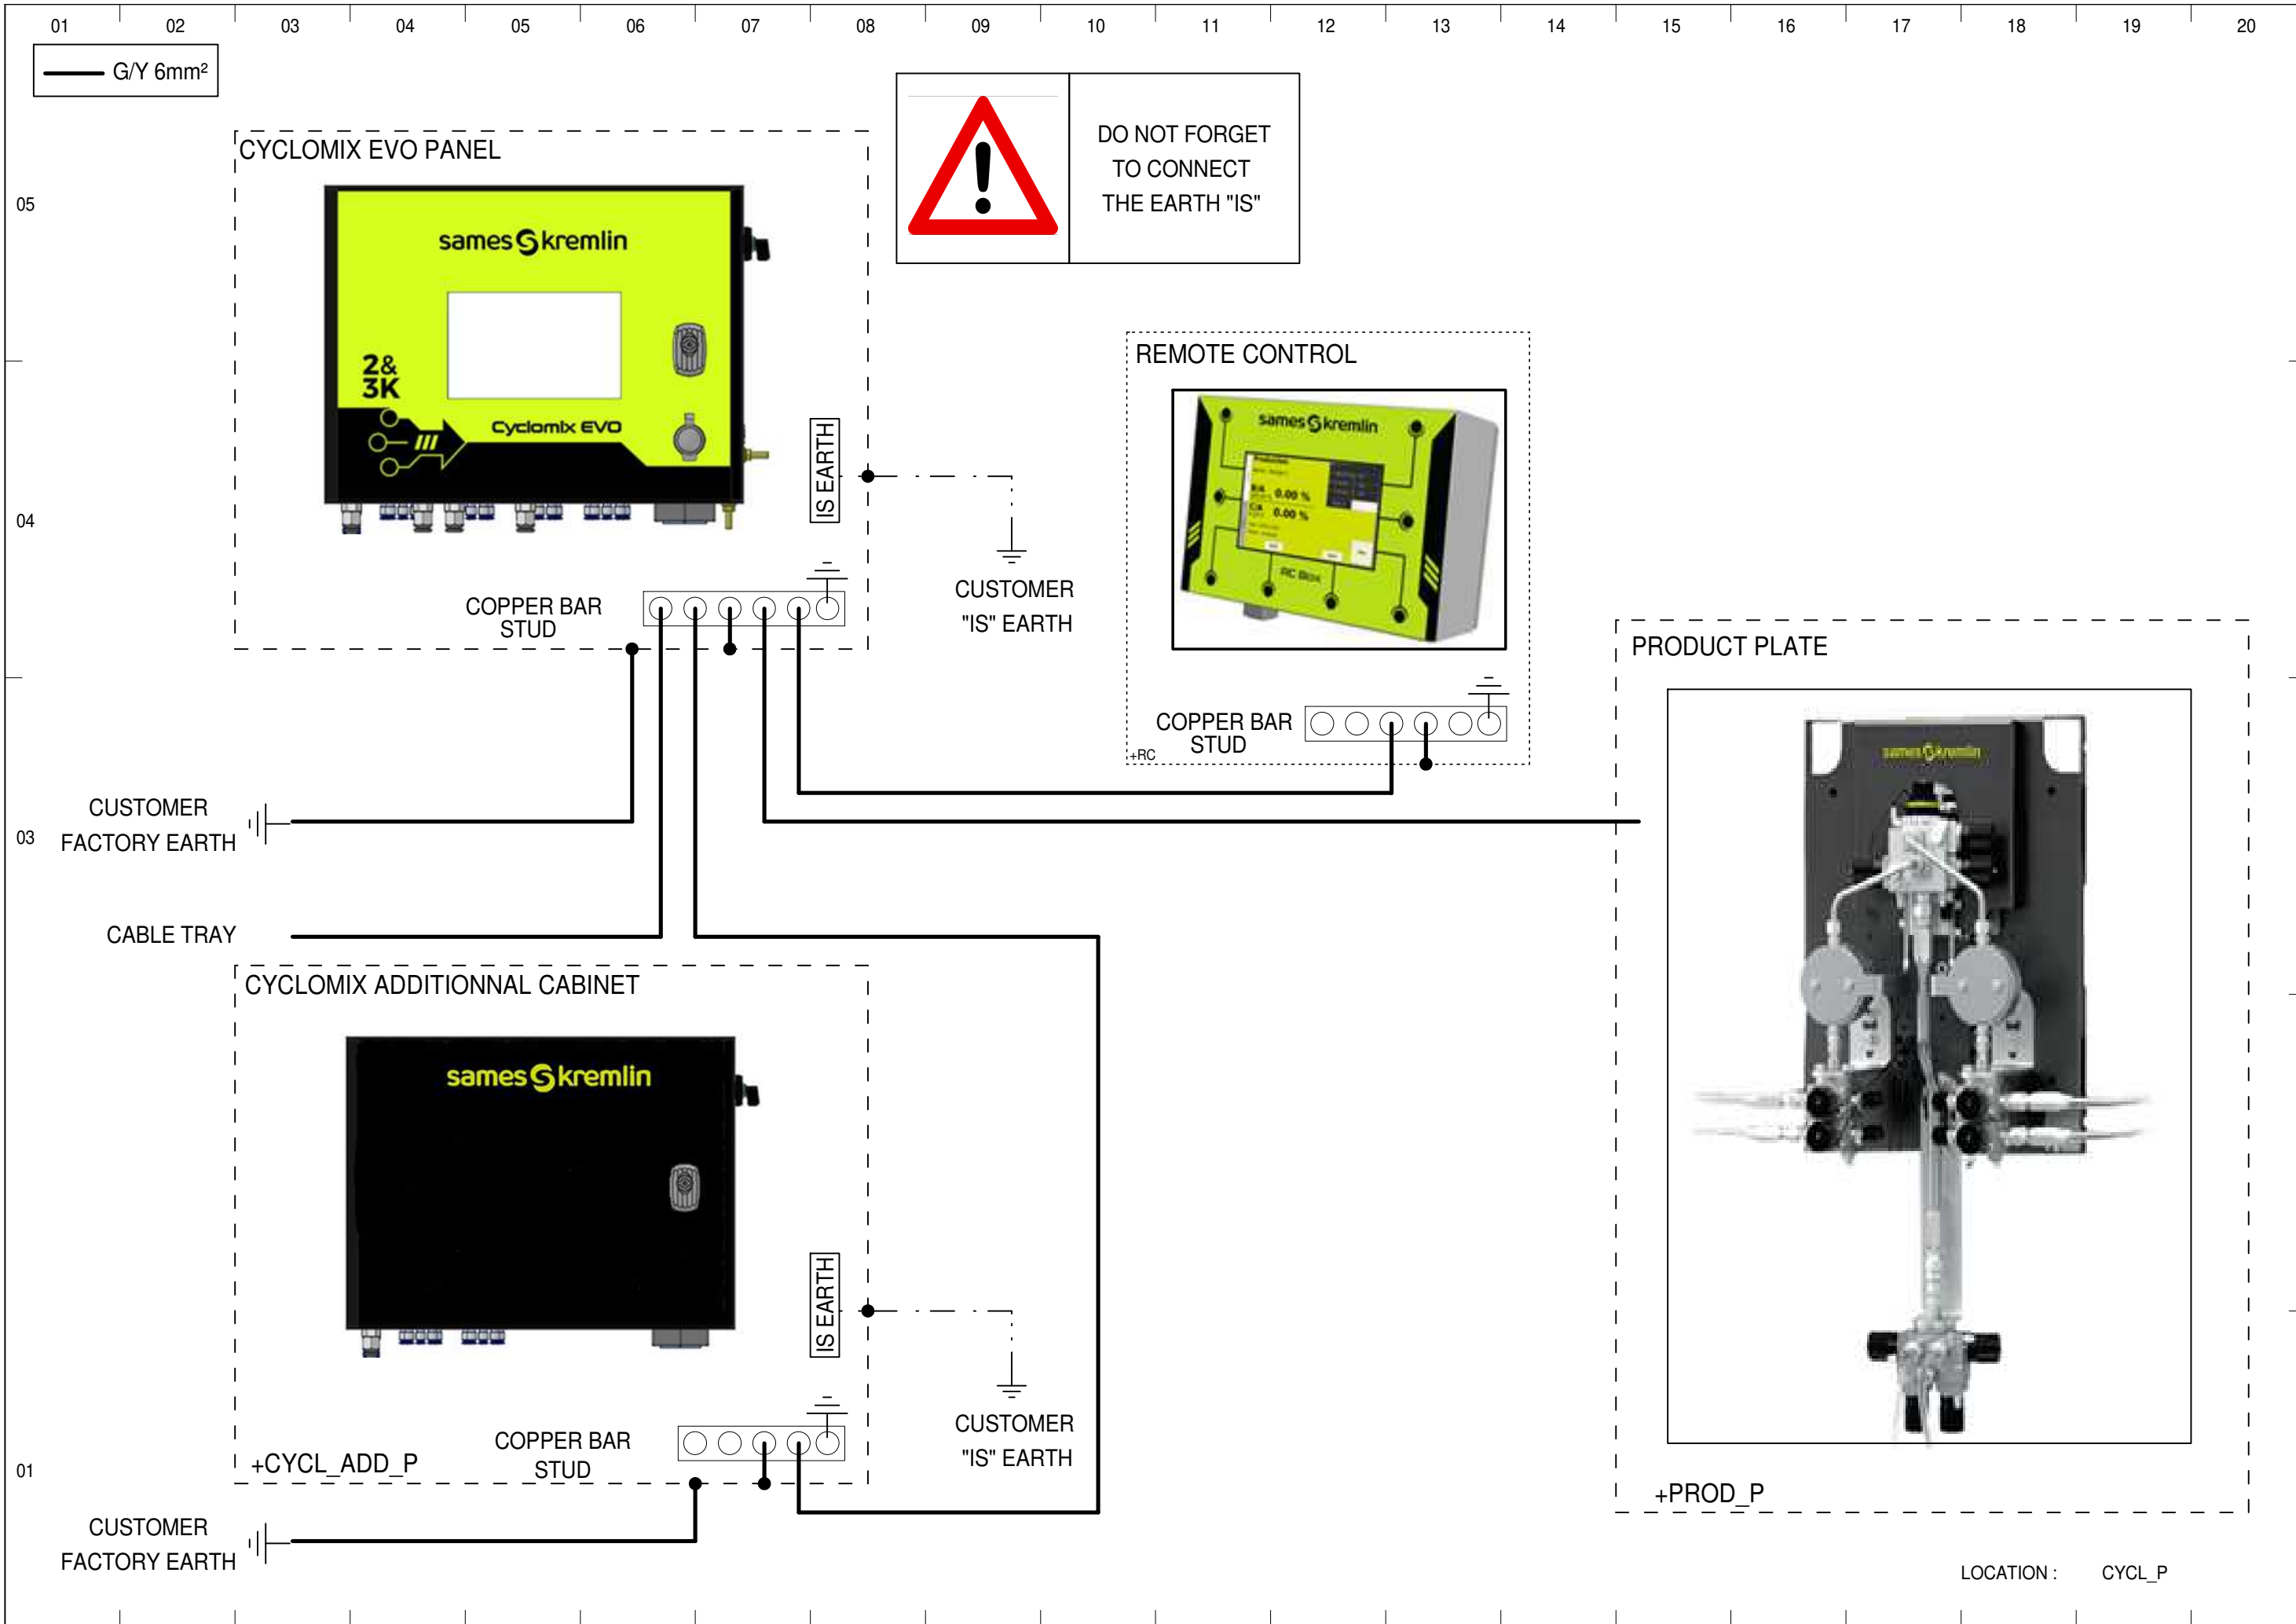 01 02 03 04 05 06 07 08 09 10 11 12 13 14 15 16 17 18 19 20
G/Y 6mm²
DO NOT FORGET
TO CONNECT
THE EARTH "IS"
CYCLOMIX EVO PANEL
05
sames kremlin
2&
3K
Cyclomix EVO
IS EARTH
04
COPPER BAR
STUD
CUSTOMER
"IS" EARTH
REMOTE CONTROL
sames kremlin
Production
B/A 0.00 %
C/A 0.00 %
RC Box
COPPER BAR
STUD
+RC
PRODUCT PLATE
sames kremlin
+PROD_P
CUSTOMER
FACTORY EARTH
03
CABLE TRAY
CYCLOMIX ADDITIONNAL CABINET
sames kremlin
IS EARTH
COPPER BAR
STUD
+CYCL_ADD_P
CUSTOMER
"IS" EARTH
01
CUSTOMER
FACTORY EARTH
LOCATION : CYCL_P